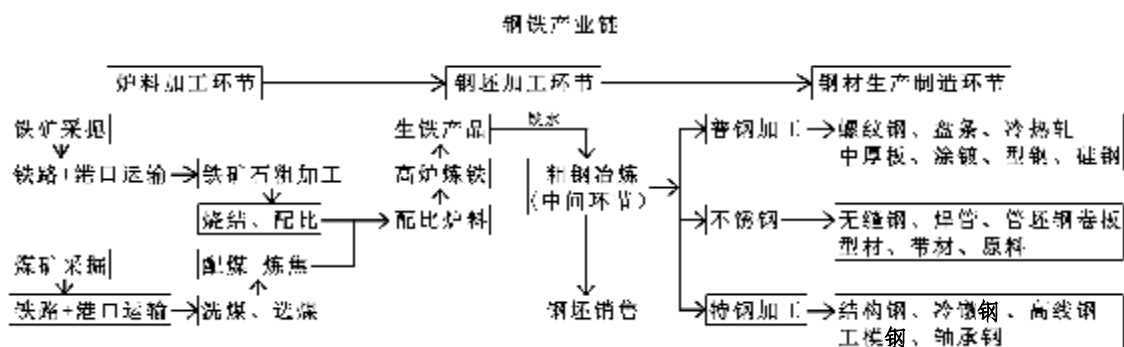 钢铁产业链
炉料加工环节
钢坯加工环节
钢材生产制造环节
铁矿采掘
铁路+港口运输
铁矿石粗加工
烧结、配比
煤矿采掘
铁路+港口运输
洗煤、选煤
配煤 炼焦
配比炉料
高炉炼铁
生铁产品
铁水
粗钢冶炼
(中间环节)
钢坯销售
普钢加工
螺纹钢、盘条、冷热轧
中厚板、涂镀、型钢、硅钢
不锈钢
无缝钢、焊管、管坯钢卷板
型材、带材、原料
特钢加工
结构钢、冷镦钢、高线钢
工模钢、轴承钢